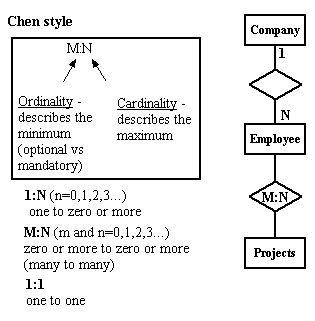 Chen style
M:N
Ordinality -
describes the
minimum
(optional vs
mandatory)
Cardinality -
describes the
maximum
1:N (n=0,1,2,3...)
one to zero or more
M:N (m and n=0,1,2,3...)
zero or more to zero or more
(many to many)
1:1
one to one
Company
1
N
Employee
M:N
Projects